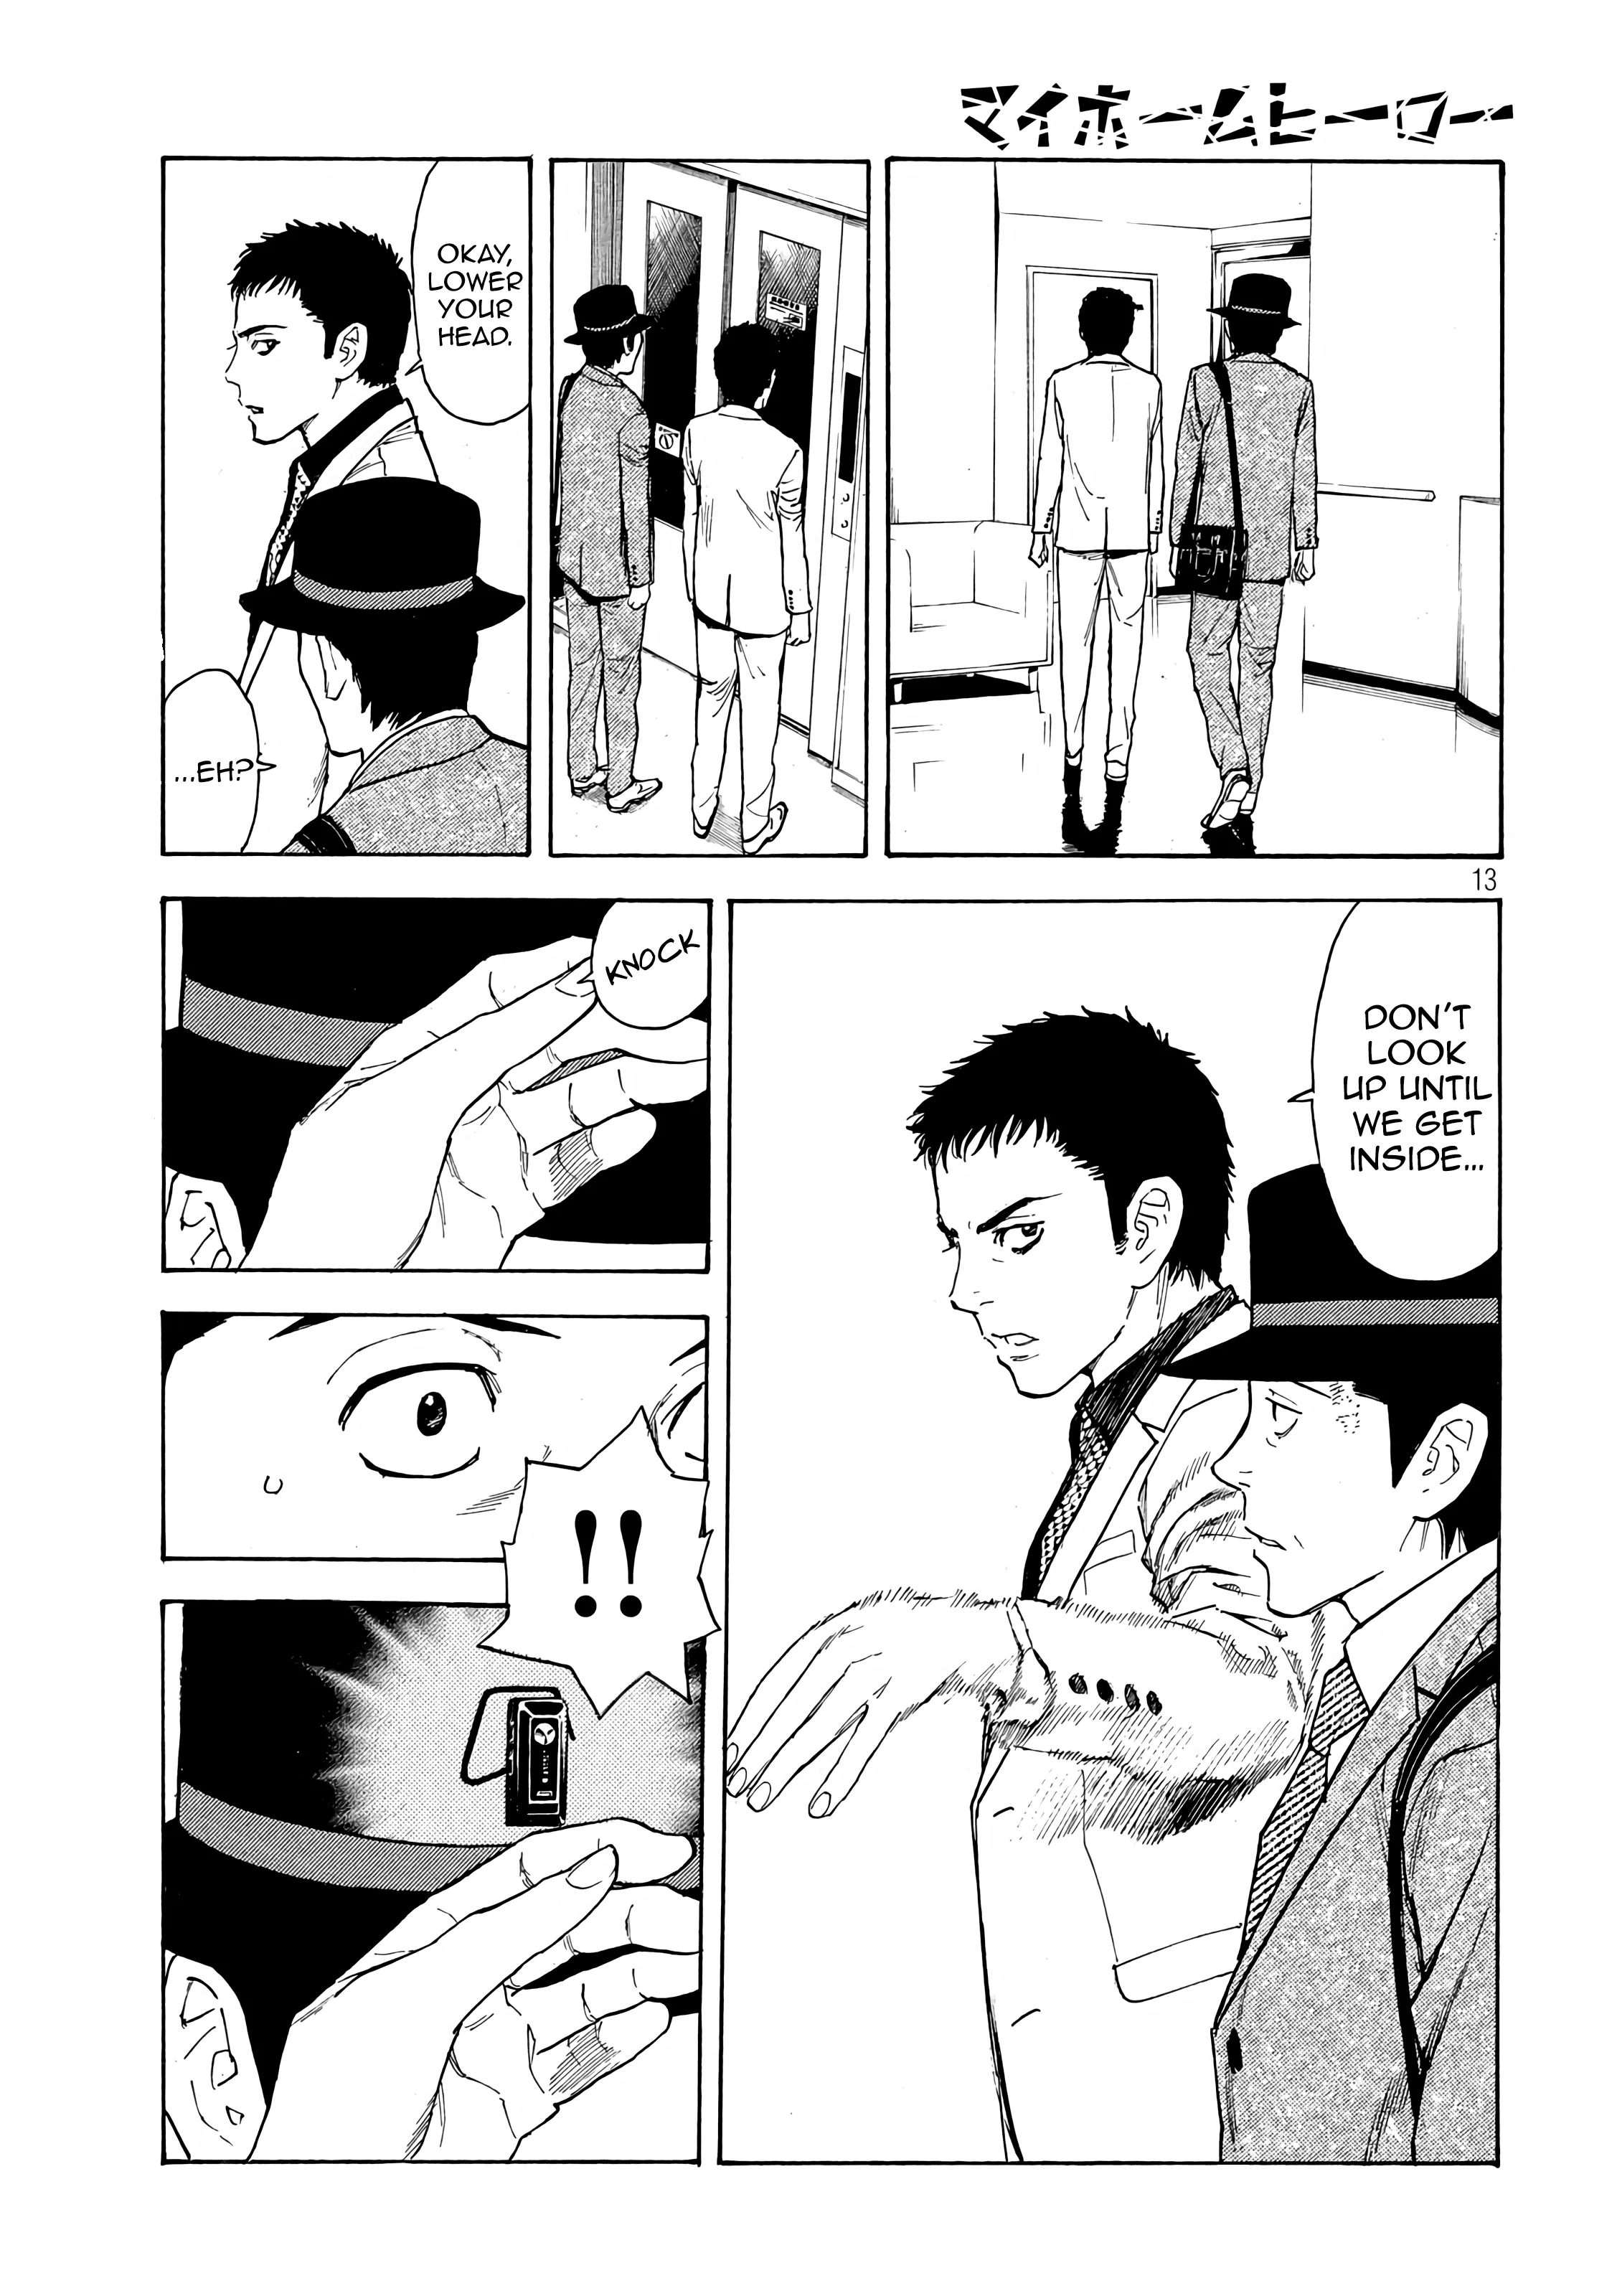 マイホームヒーロー
OKAY,
LOWER
YOUR
HEAD.
...EH?
13
DON'T
LOOK
UP UNTIL
WE GET
INSIDE...
KNOCK
!!